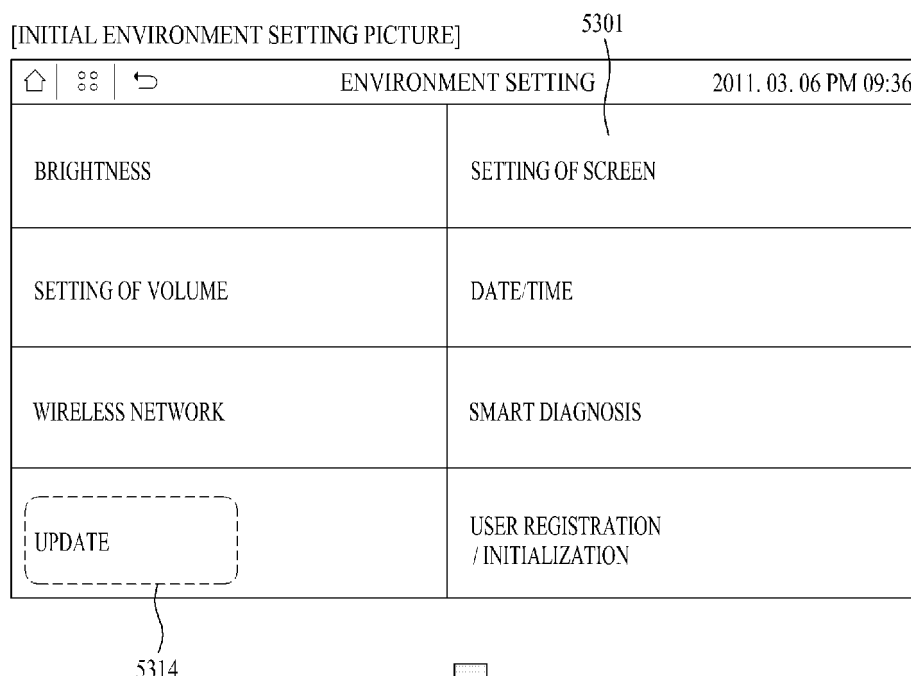 5301
[INITIAL ENVIRONMENT SETTING PICTURE]
ENVIRONMENT SETTING 2011. 03. 06 PM 09:36
BRIGHTNESS SETTING OF SCREEN
SETTING OF VOLUME DATE/TIME
WIRELESS NETWORK SMART DIAGNOSIS
UPDATE USER REGISTRATION
/ INITIALIZATION
5314